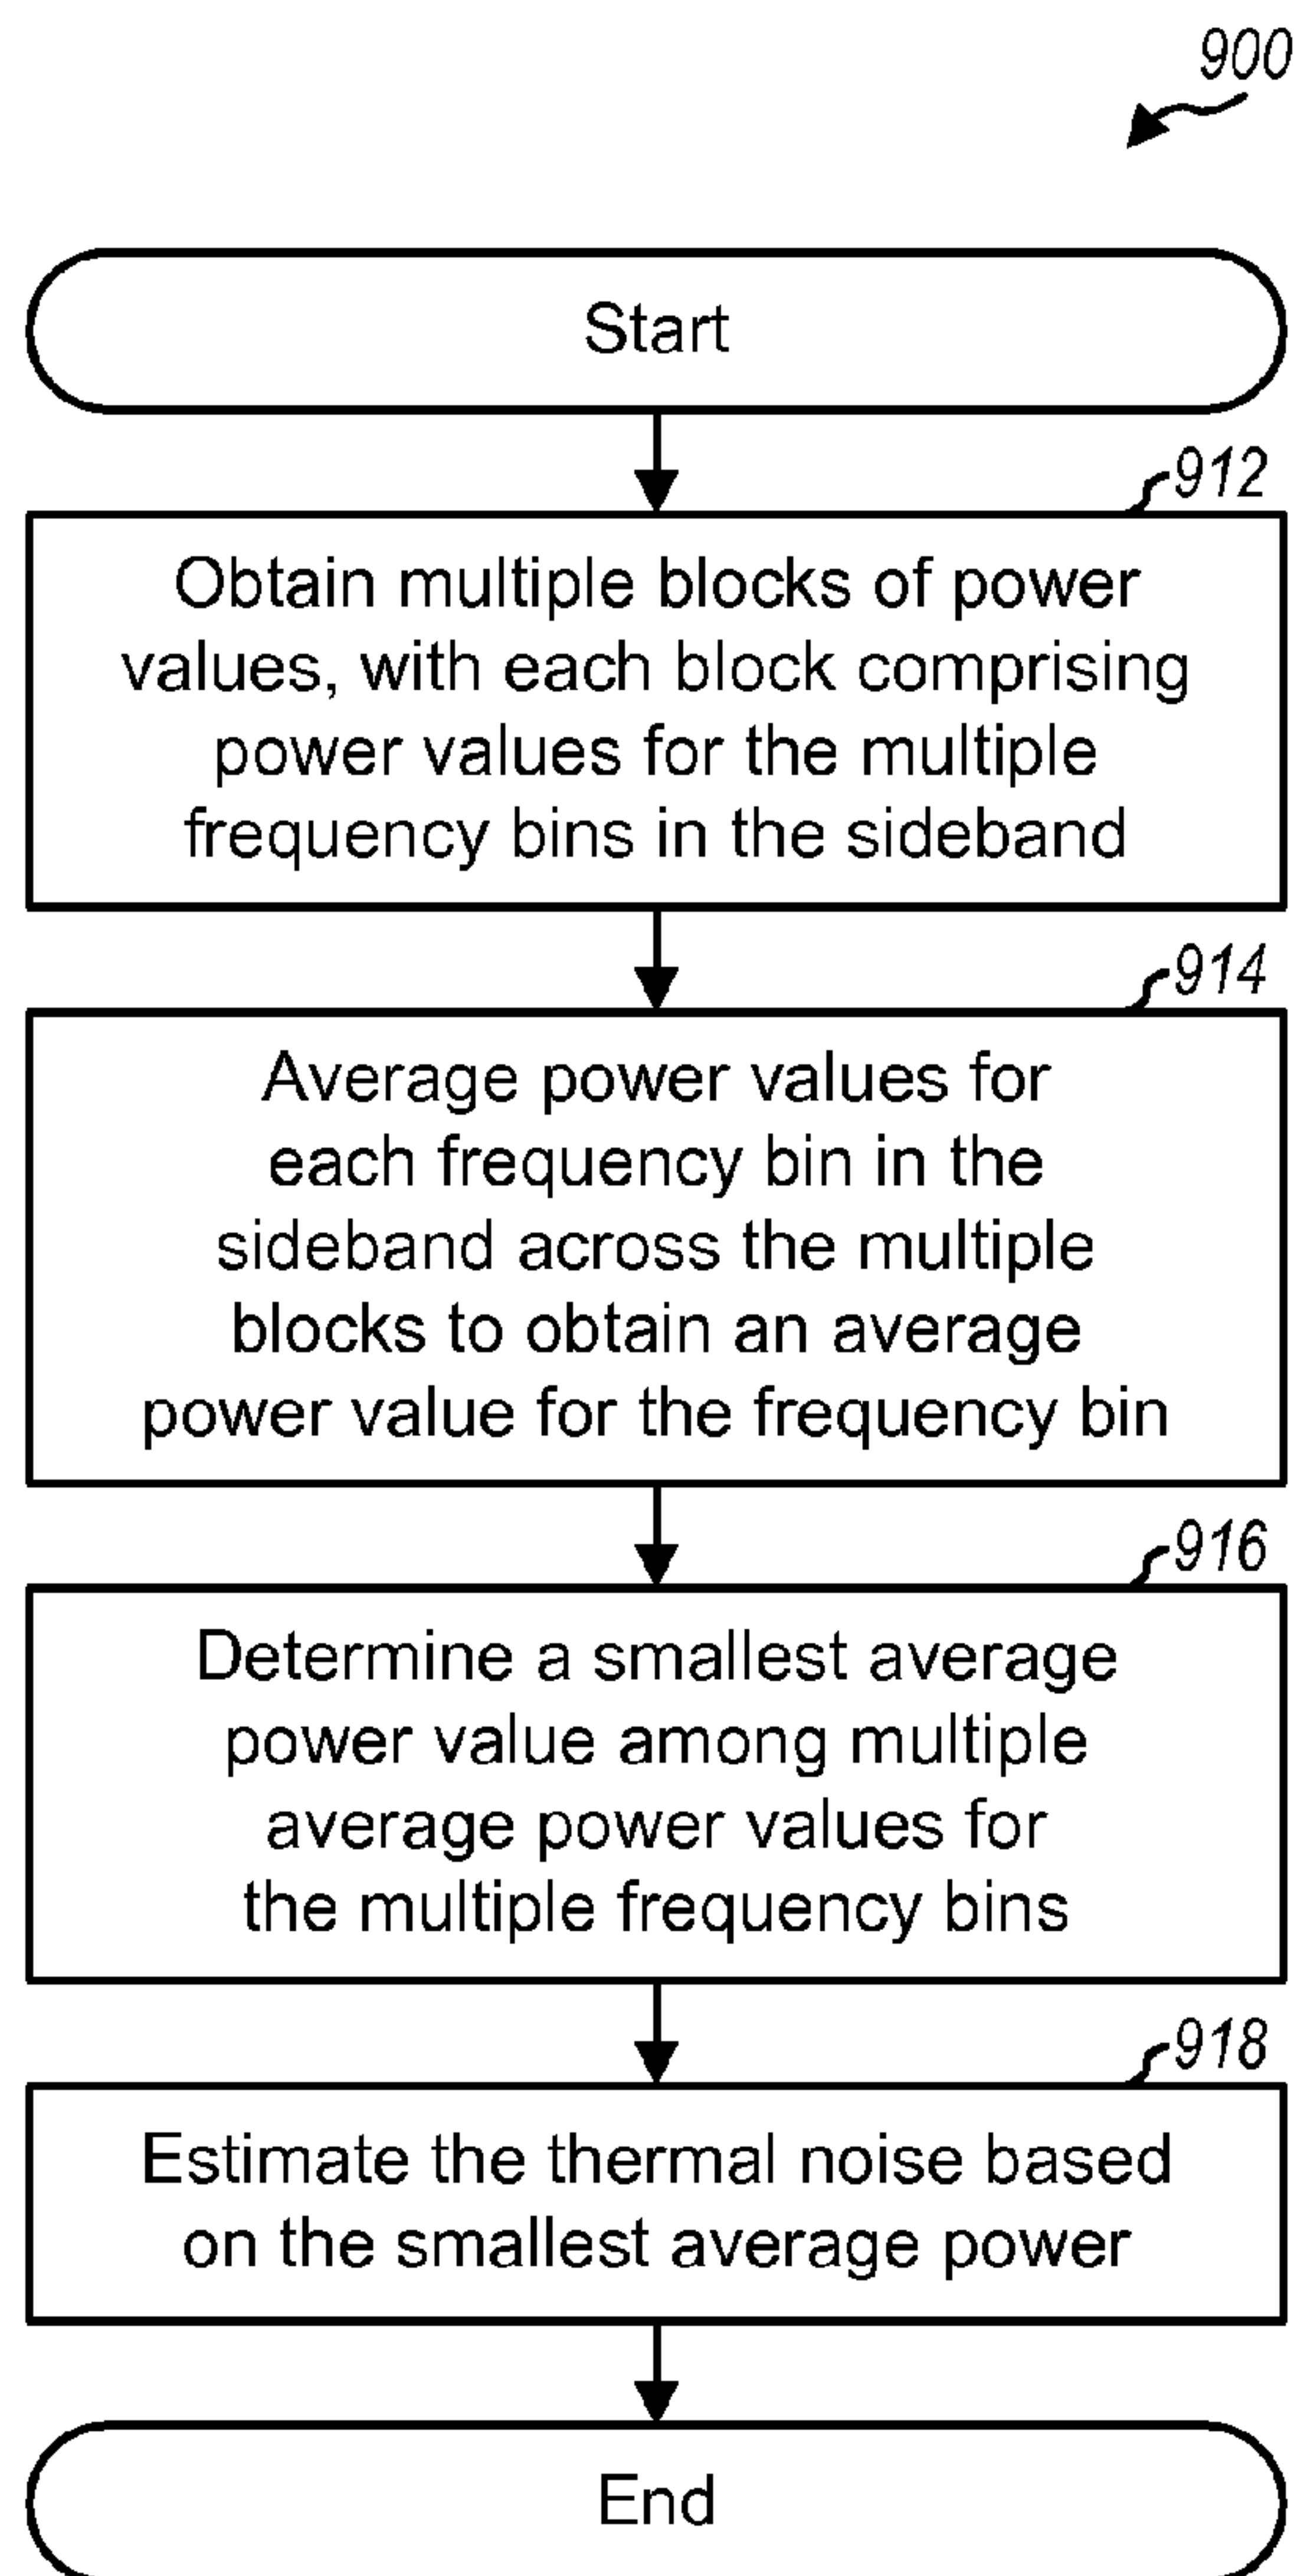 900
Start
912
Obtain multiple blocks of power
values, with each block comprising
power values for the multiple
frequency bins in the sideband
914
Average power values for
each frequency bin in the
sideband across the multiple
blocks to obtain an average
power value for the frequency bin
916
Determine a smallest average
power value among multiple
average power values for
the multiple frequency bins
918
Estimate the thermal noise based
on the smallest average power
End